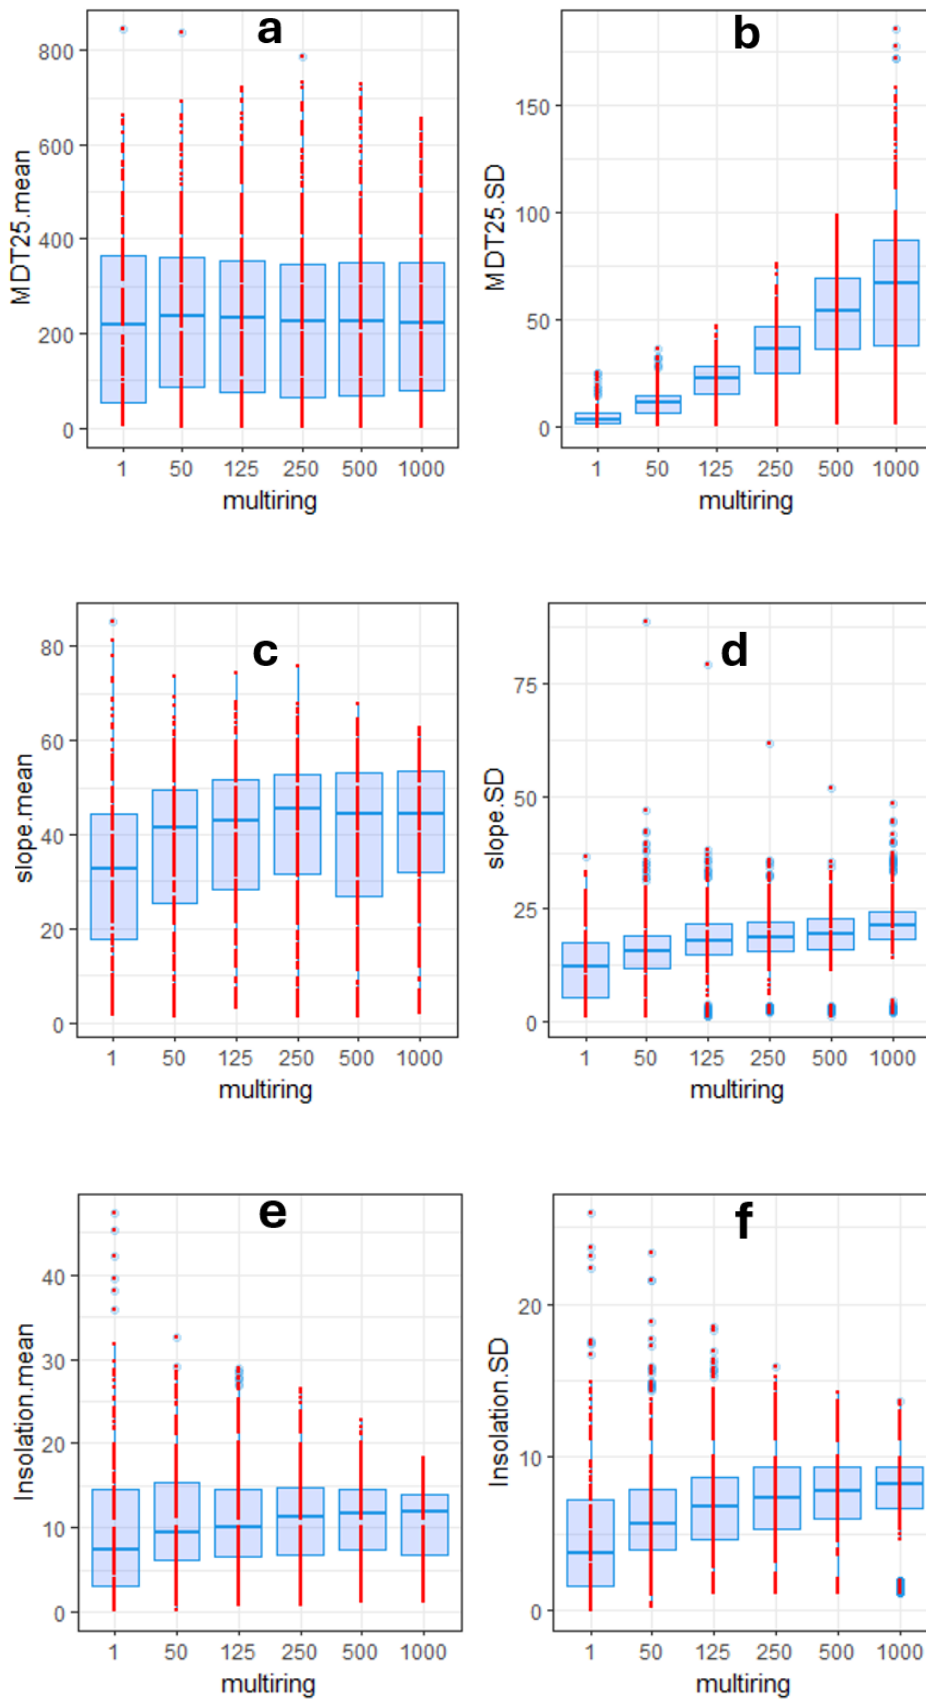 a
MDT25.mean
800
600
400
200
0
1 50 125 250 500 1000
multiring
b
MDT25.SD
150
100
50
0
1 50 125 250 500 1000
multiring
c
slope.mean
80
60
40
20
0
1 50 125 250 500 1000
multiring
d
slope.SD
75
50
25
0
1 50 125 250 500 1000
multiring
e
Insolation.mean
40
30
20
10
0
1 50 125 250 500 1000
multiring
f
Insolation.SD
20
10
0
1 50 125 250 500 1000
multiring